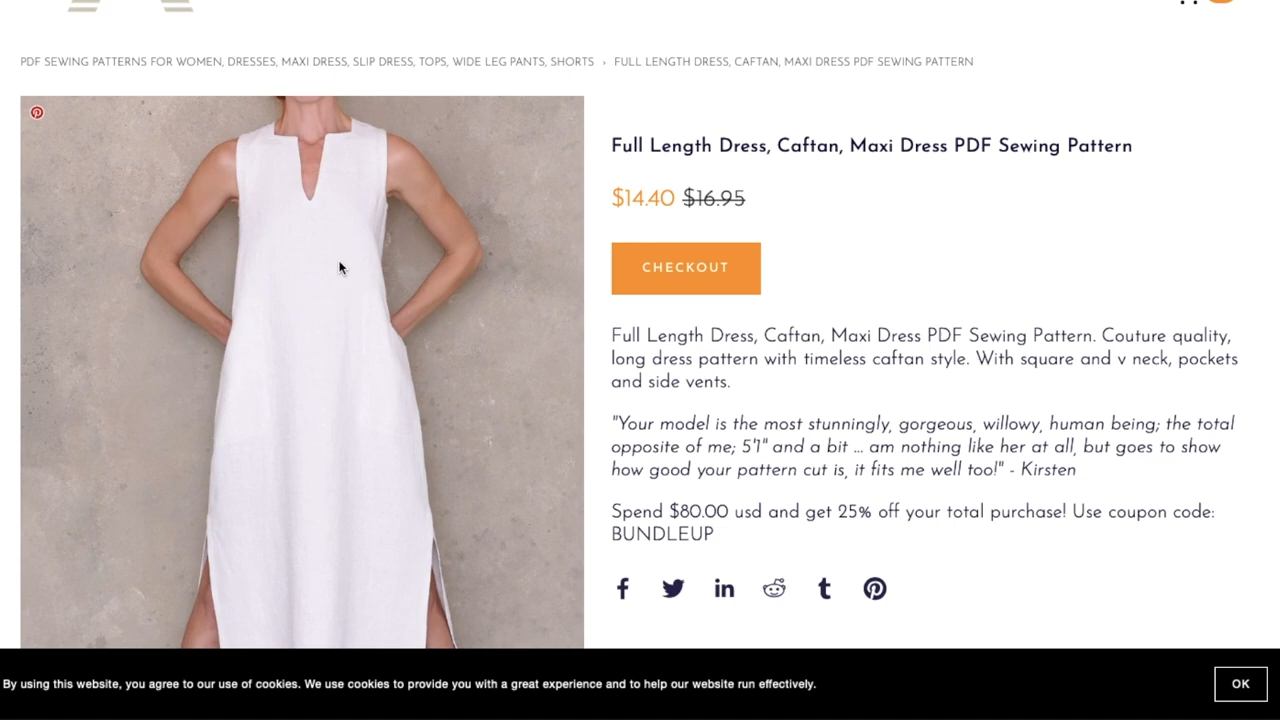 PDF SEWING PATTERNS FOR WOMEN, DRESSES, MAXI DRESS, SLIP DRESS, TOPS, WIDE LEG PANTS, SHORTS › FULL LENGTH DRESS, CAFTAN, MAXI DRESS PDF SEWING PATTERN
Full Length Dress, Caftan, Maxi Dress PDF Sewing Pattern
$14.40 $16.95
CHECKOUT
Full Length Dress, Caftan, Maxi Dress PDF Sewing Pattern. Couture quality,
long dress pattern with timeless caftan style. With square and v neck, pockets
and side vents.
"Your model is the most stunningly, gorgeous, willowy, human being; the total
opposite of me; 5'1" and a bit ... am nothing like her at all, but goes to show
how good your pattern cut is, it fits me well too!" - Kirsten
Spend $80.00 usd and get 25% off your total purchase! Use coupon code:
BUNDLEUP
By using this website, you agree to our use of cookies. We use cookies to provide you with a great experience and to help our website run effectively.
OK